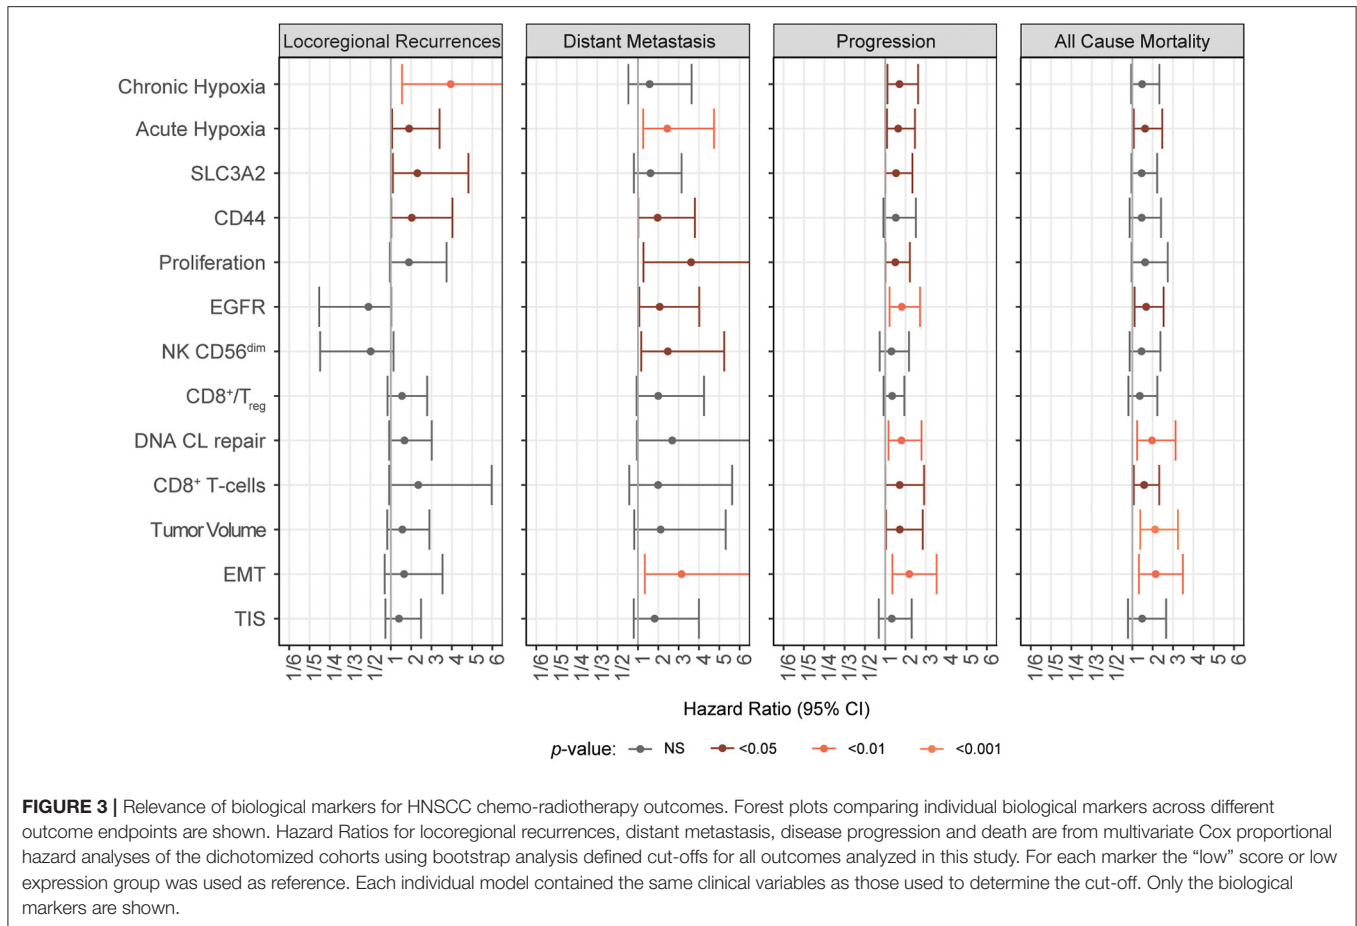 Locoregional Recurrences
Distant Metastasis
Progression
All Cause Mortality
Chronic Hypoxia
Acute Hypoxia
SLC3A2
CD44
Proliferation
EGFR
NK CD56dim
CD8+/Treg
DNA CL repair
CD8+ T-cells
Tumor Volume
EMT
TIS
1/6 1/5 1/4 1/3 1/2 1 2 3 4 5 6
1/6 1/5 1/4 1/3 1/2 1 2 3 4 5 6
1/6 1/5 1/4 1/3 1/2 1 2 3 4 5 6
1/6 1/5 1/4 1/3 1/2 1 2 3 4 5 6
Hazard Ratio (95% CI)
p-value: NS <0.05 <0.01 <0.001
FIGURE 3 | Relevance of biological markers for HNSCC chemo-radiotherapy outcomes. Forest plots comparing individual biological markers across different
outcome endpoints are shown. Hazard Ratios for locoregional recurrences, distant metastasis, disease progression and death are from multivariate Cox proportional
hazard analyses of the dichotomized cohorts using bootstrap analysis defined cut-offs for all outcomes analyzed in this study. For each marker the “low” score or low
expression group was used as reference. Each individual model contained the same clinical variables as those used to determine the cut-off. Only the biological
markers are shown.